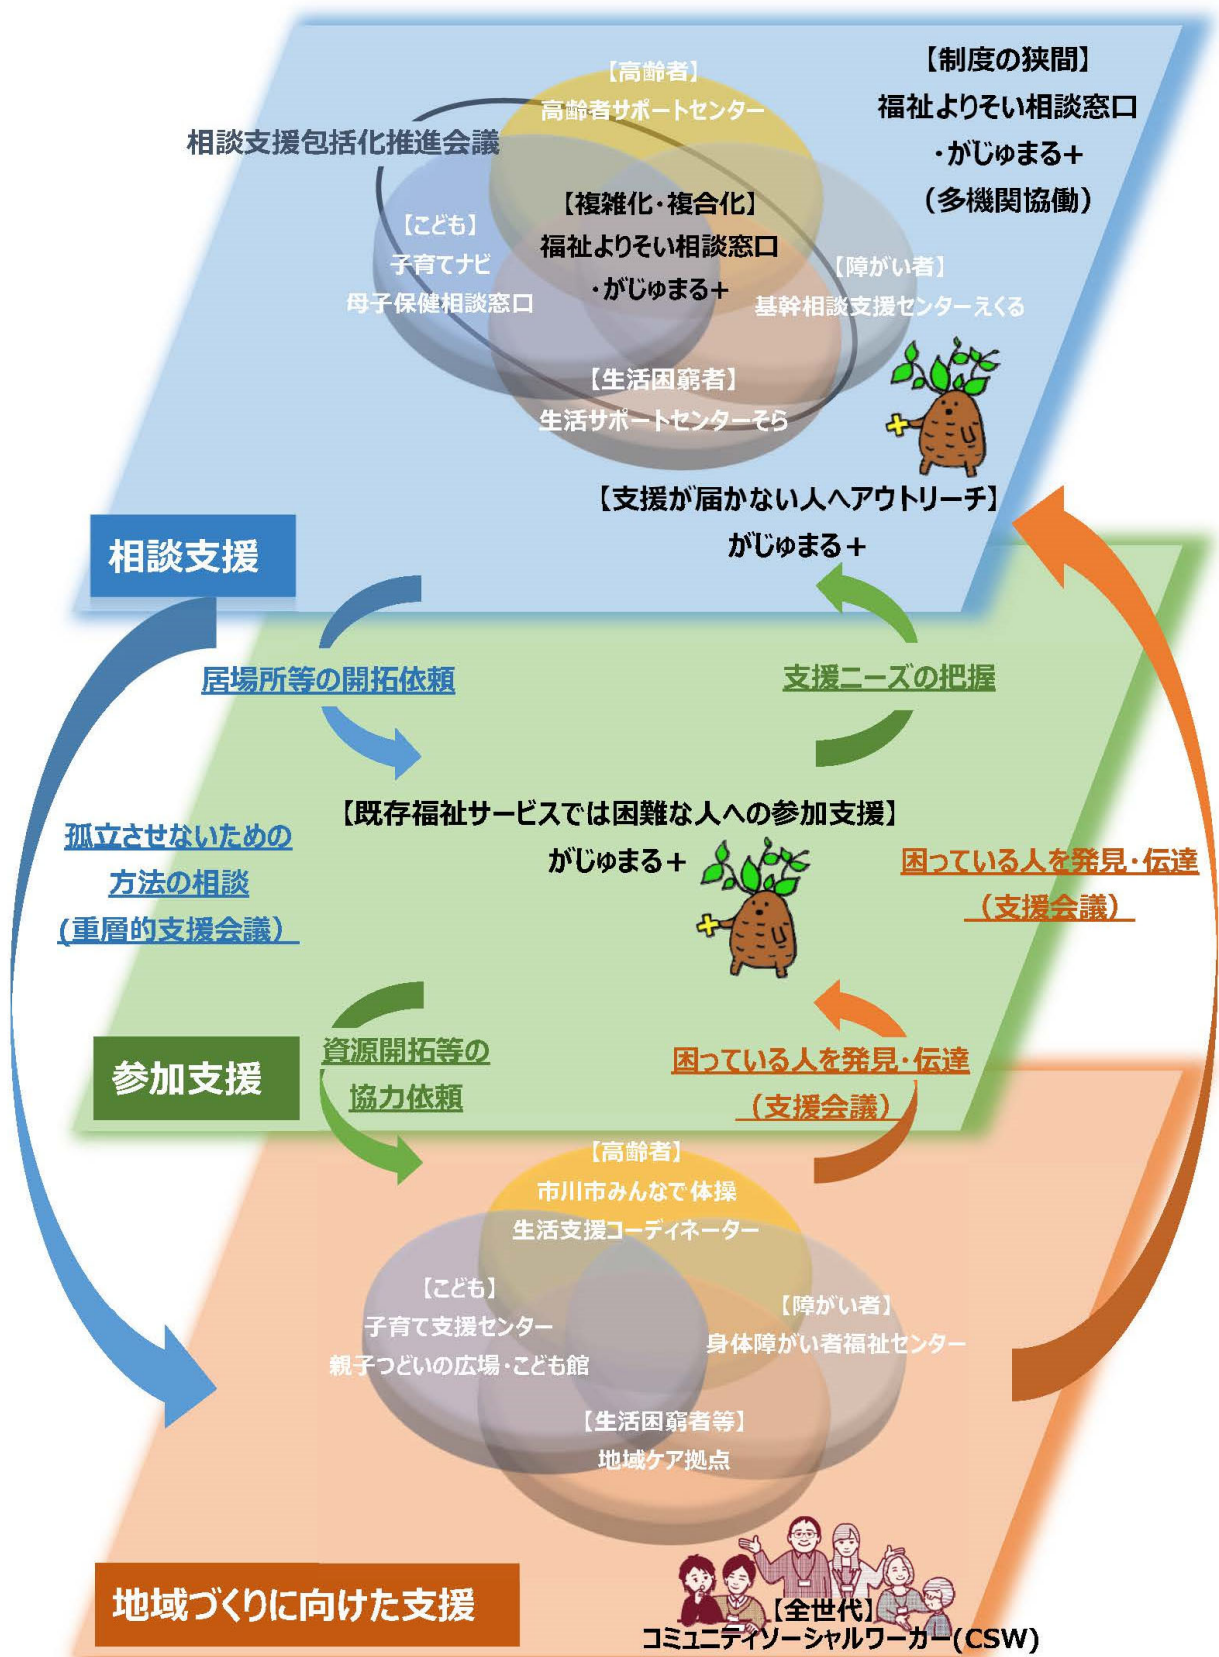 【高齢者】
高齢者サポートセンター
【制度の狭間】
福祉よりそい相談窓口
・がじゅまる＋
（多機関協働）
相談支援包括化推進会議
【複雑化・複合化】
福祉よりそい相談窓口
・がじゅまる＋
【こども】
子育てナビ
母子保健相談窓口
【障がい者】
基幹相談支援センターえくる
【生活困窮者】
生活サポートセンターそら
【支援が届かない人へアウトリーチ】
がじゅまる＋
相談支援
居場所等の開拓依頼
支援ニーズの把握
【既存福祉サービスでは困難な人への参加支援】
がじゅまる＋
孤立させないための
方法の相談
(重層的支援会議）
困っている人を発見・伝達
（支援会議）
参加支援
資源開拓等の
協力依頼
困っている人を発見・伝達
（支援会議）
【高齢者】
市川市みんなで体操
生活支援コーディネーター
【こども】
子育て支援センター
親子つどいの広場・こども館
【障がい者】
身体障がい者福祉センター
【生活困窮者等】
地域ケア拠点
地域づくりに向けた支援
【全世代】
コミュニティソーシャルワーカー(CSW)